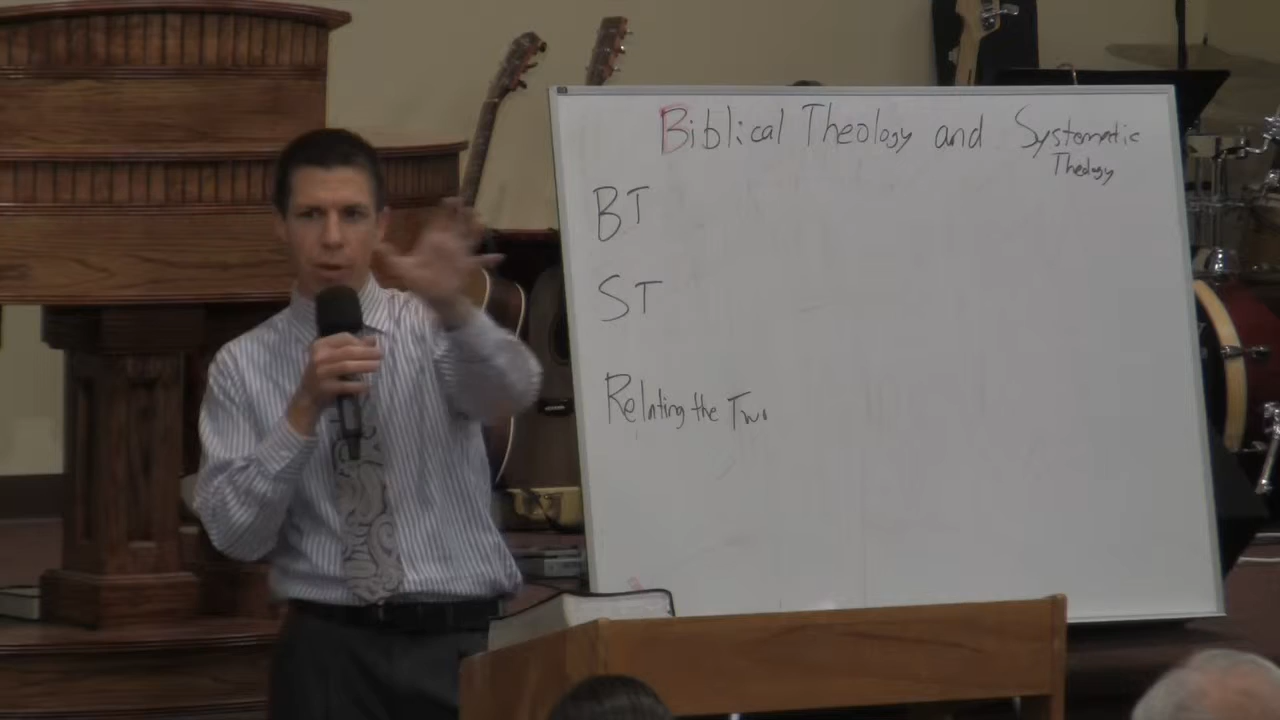 Biblical Theology and Systematic
Theology
BT
ST
Relating the Two